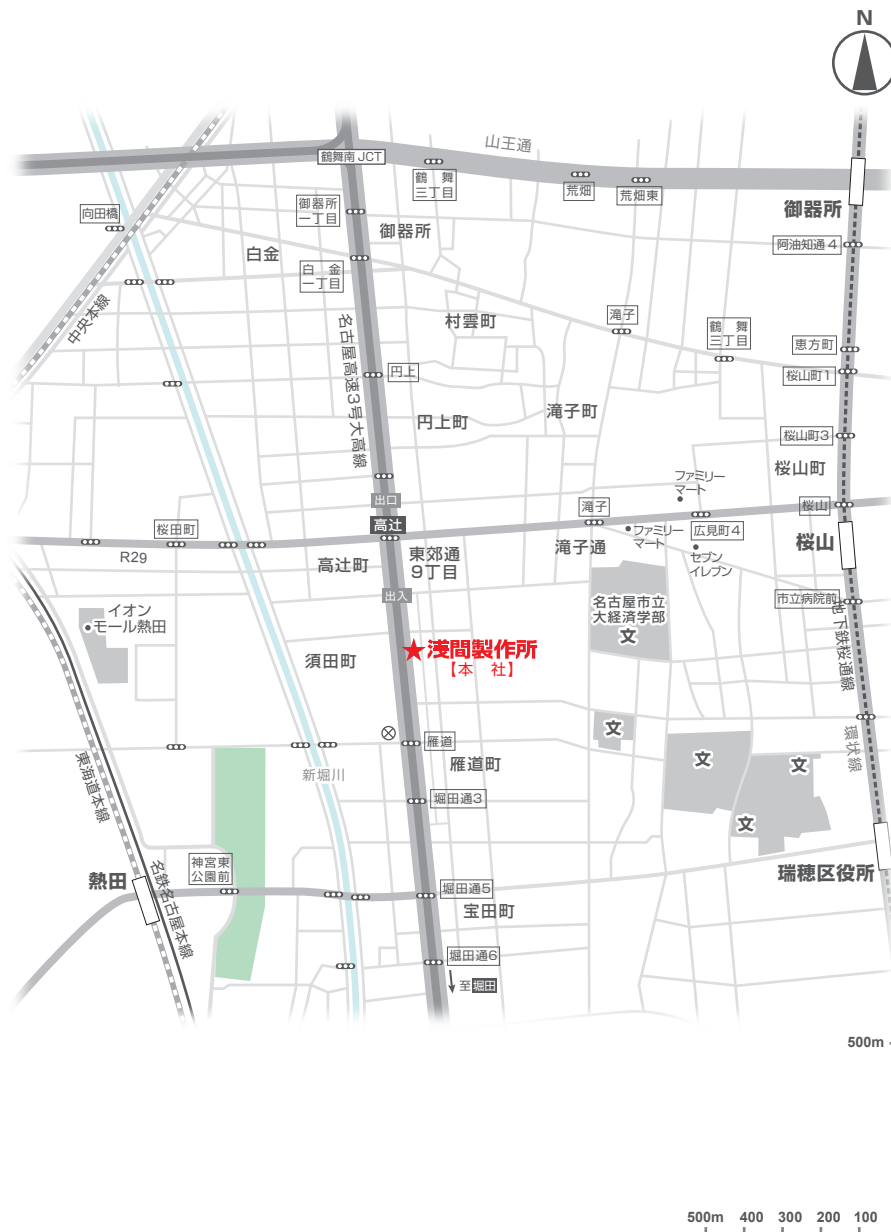 N
山王通
鶴舞南 JCT
鶴 舞
三丁目
荒畑
荒畑東
御器所
向田橋
御器所
一丁目
御器所
阿油知通 4
白金
白 金
一丁目
中央本線
名古屋高速3号大高線
村雲町
滝子
鶴 舞
三丁目
恵方町
円上
桜山町1
円上町
滝子町
桜山町3
桜山町
ファミリー
マート
出口
桜山
滝子
高辻
桜田町
広見町 4
ファミリー
マート
桜山
R29
高辻町
東郊通
9丁目
滝子通
セブン
イレブン
出入
名古屋市立
大経済学部
文
市立病院前
地下鉄桜通線
イオン
モール熱田
★浅間製作所
【本 社】
須田町
文
雁道
環状線
東海道本線
新堀川
雁道町
文
文
堀田通3
文
神宮東
公園前
熱田
名鉄名古屋本線
瑞穂区役所
堀田通5
宝田町
堀田通6
至堀田
500m
500m 400 300 200 100